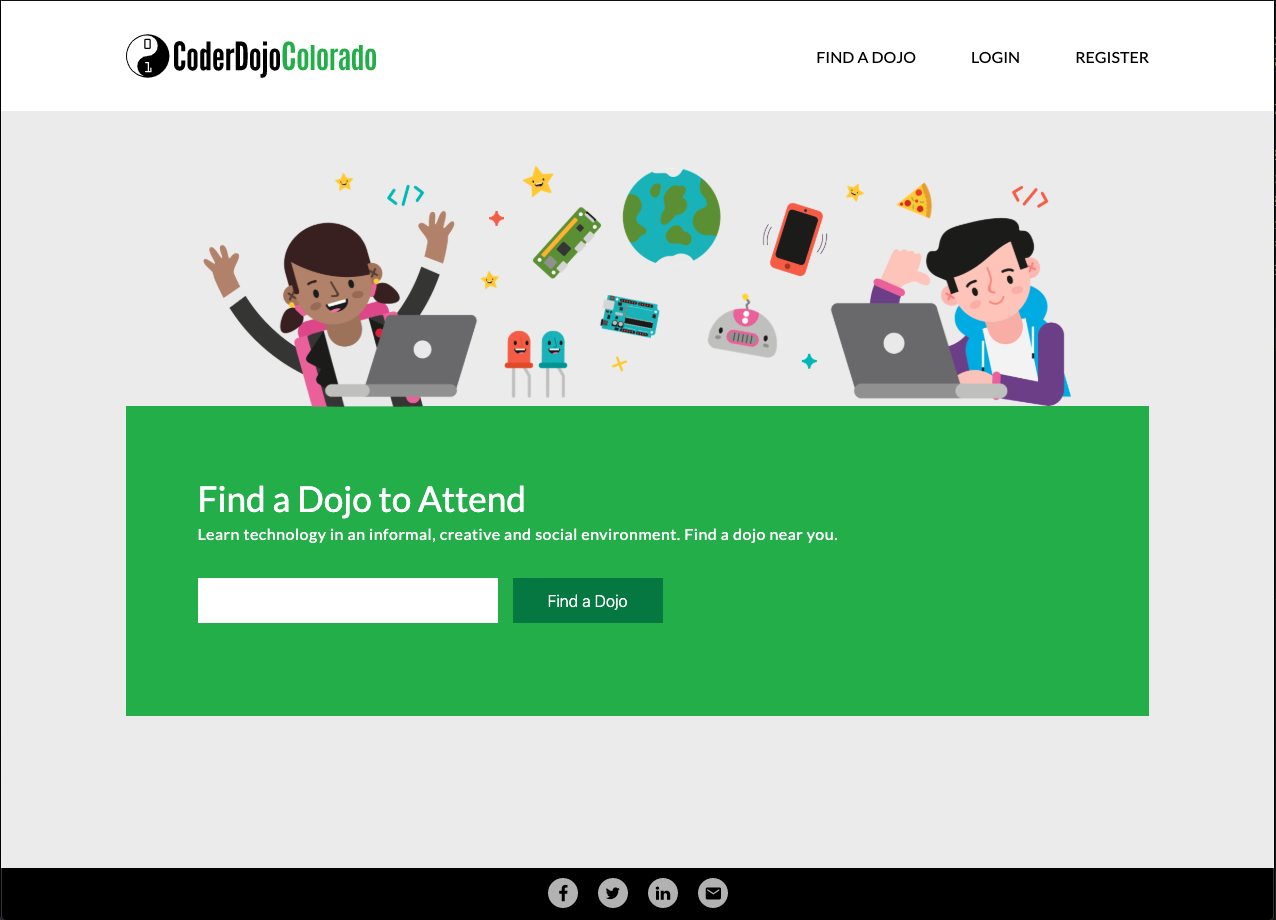 0
1
CoderDojoColorado
FIND A DOJO
LOGIN
REGISTER
</>
</>
Find a Dojo to Attend
Learn technology in an informal, creative and social environment. Find a dojo near you.
Find a Dojo